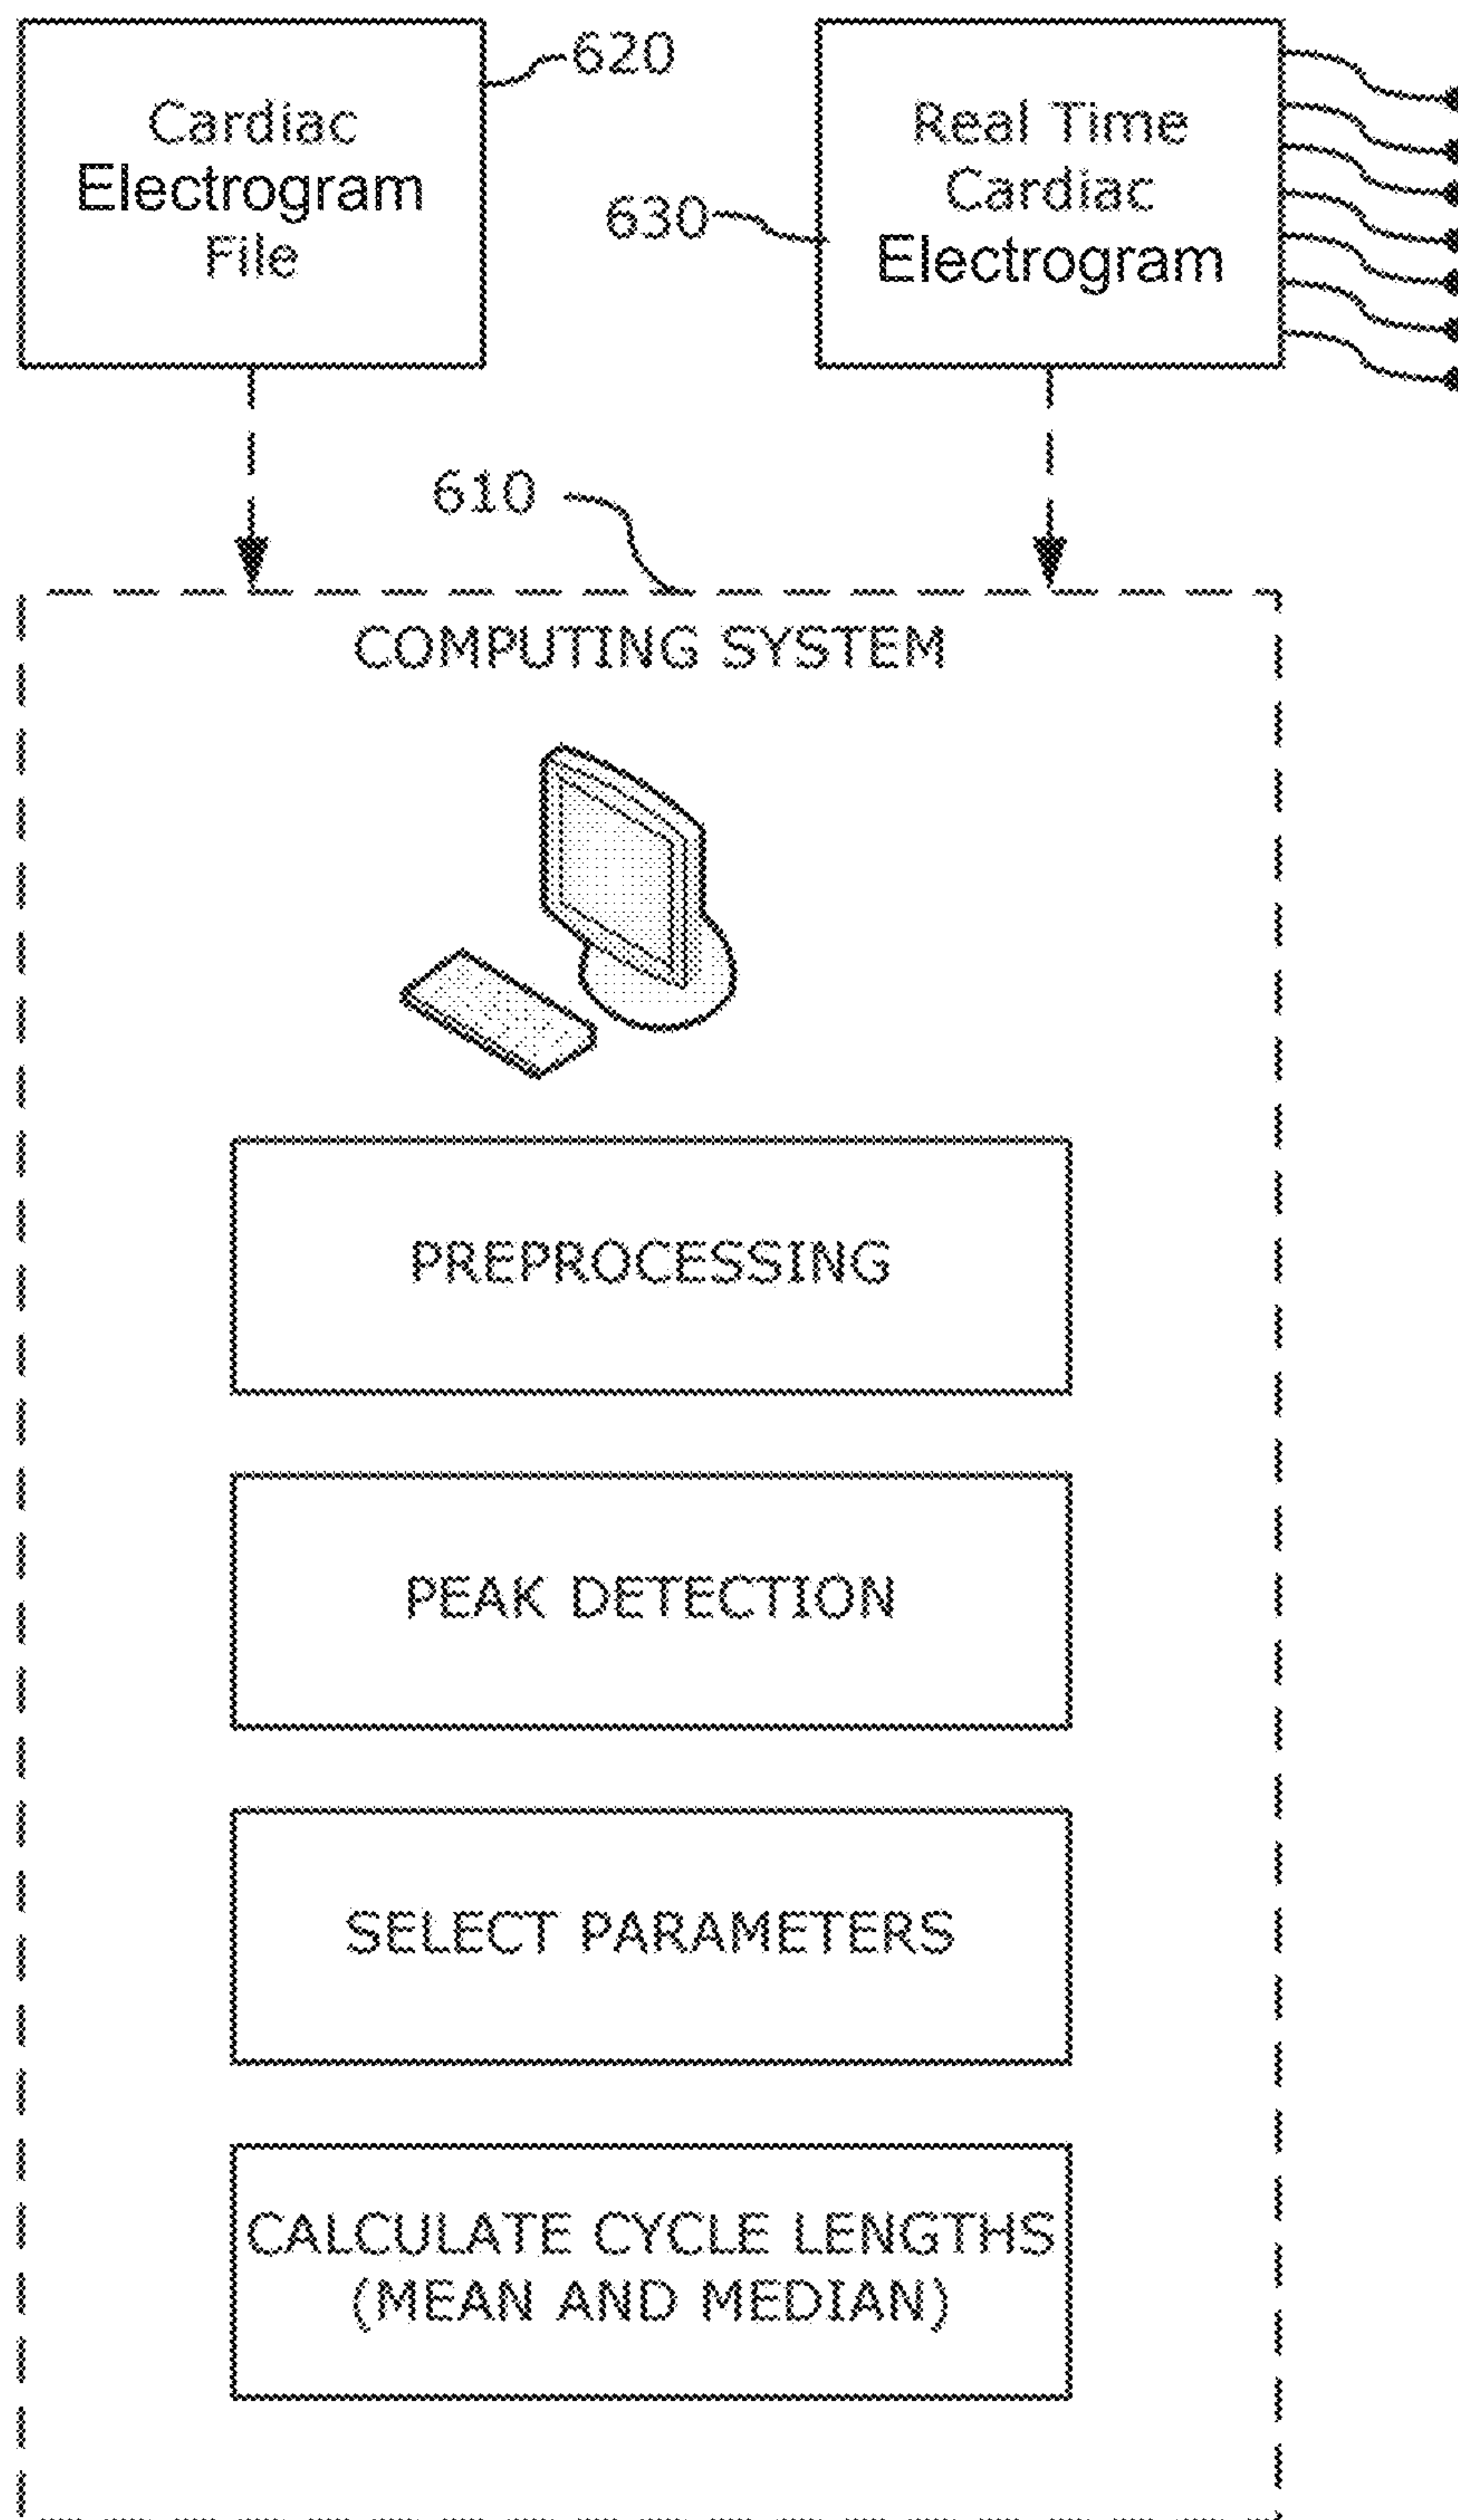 620
Cardiac
Electrogram
File
Real Time
Cardiac
Electrogram
630
610
COMPUTING SYSTEM
PREPROCESSING
PEAK DETECTION
SELECT PARAMETERS
CALCULATE CYCLE LENGTHS
(MEAN AND MEDIAN)